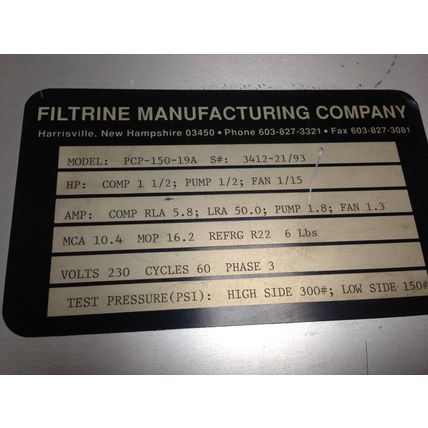 FILTRINE MANUFACTURING COMPANY
Harrisville, New Hampshire 03450 • Phone 603-827-3321 • Fax 603-827-3081
MODEL: PCP-150-19A S#: 3412-21/93
HP: COMP 1 1/2; PUMP 1/2; FAN 1/15
AMP: COMP RLA 5.8; LRA 50.0; PUMP 1.8; FAN 1.3
MCA 10.4 MOP 16.2 REFRG R22 6 Lbs
VOLTS 230 CYCLES 60 PHASE 3
TEST PRESSURE(PSI): HIGH SIDE 300#; LOW SIDE 150#